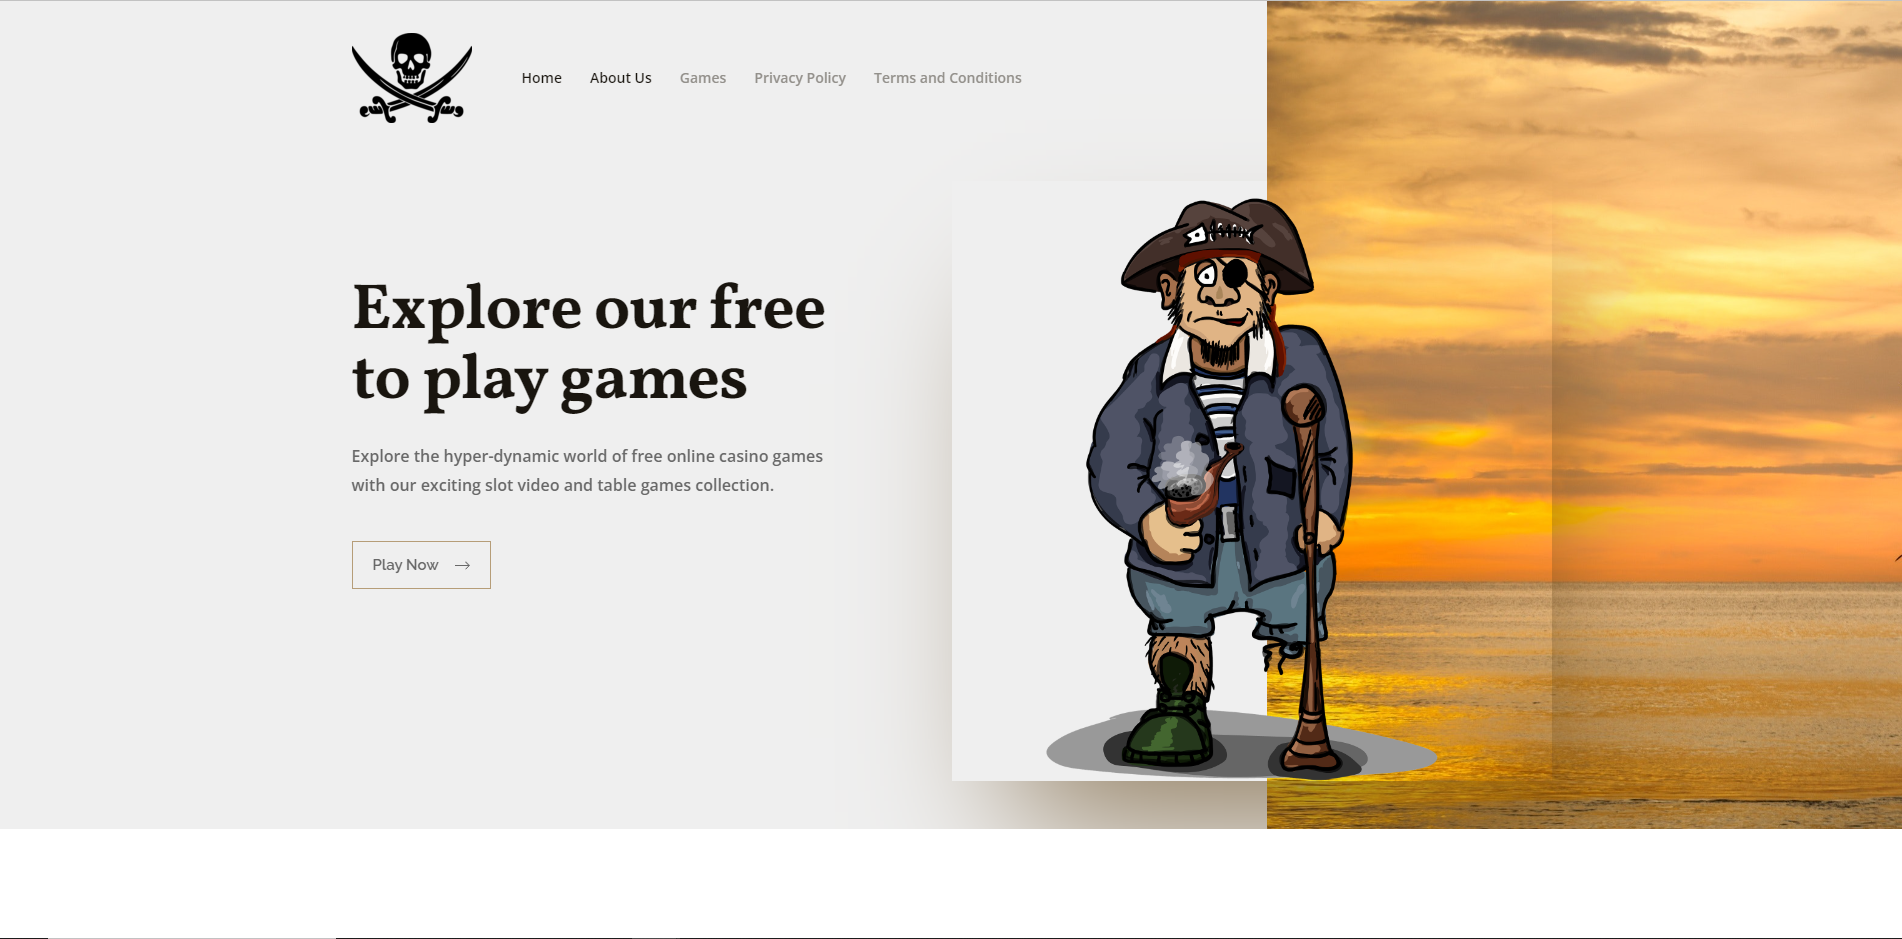 Home About Us Games Privacy Policy Terms and Conditions
Explore our free
to play games
Explore the hyper-dynamic world of free online casino games
with our exciting slot video and table games collection.
Play Now →